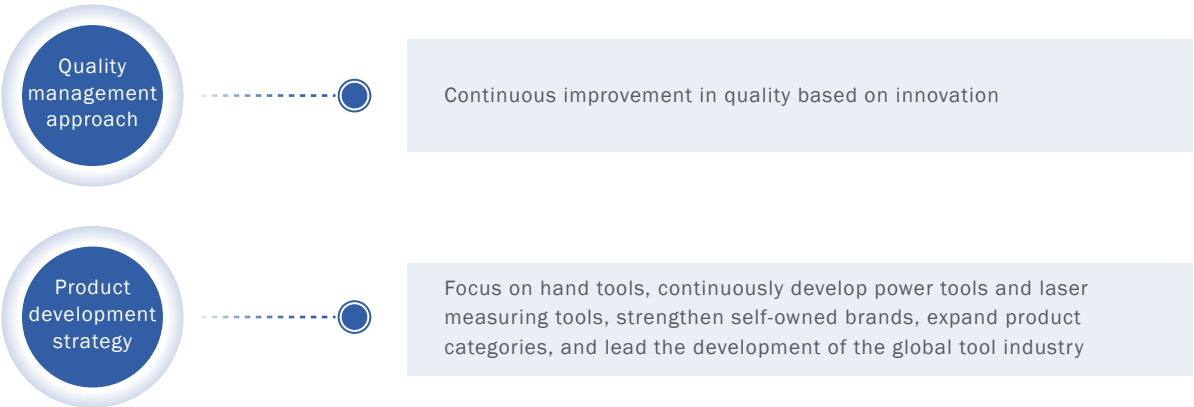 Quality
management
approach
Continuous improvement in quality based on innovation
Product
development
strategy
Focus on hand tools, continuously develop power tools and laser
measuring tools, strengthen self-owned brands, expand product
categories, and lead the development of the global tool industry